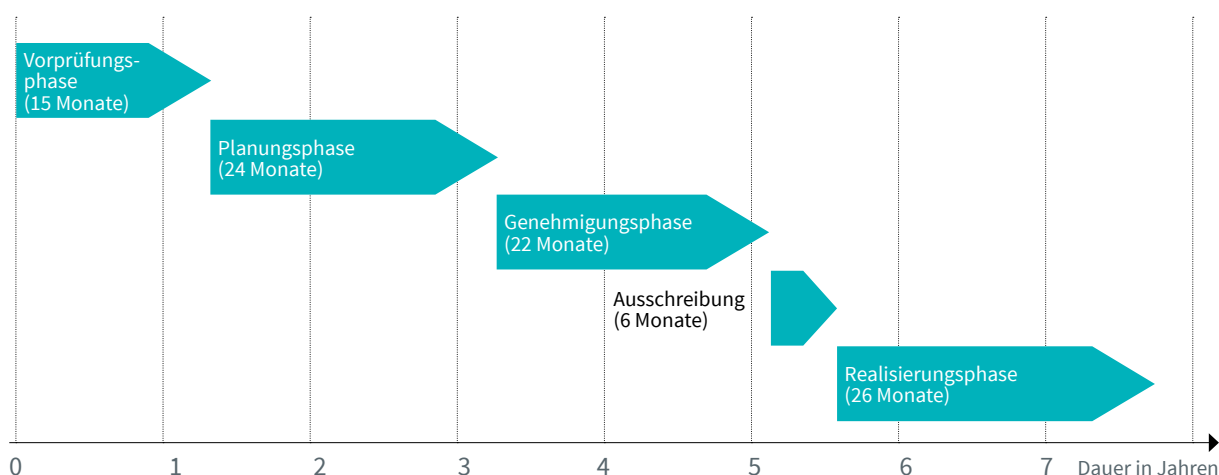 Vorprüfungs-
phase
(15 Monate)
Planungsphase
(24 Monate)
Genehmigungsphase
(22 Monate)
Ausschreibung
(6 Monate)
Realisierungsphase
(26 Monate)
0 1 2 3 4 5 6 7 Dauer in Jahren